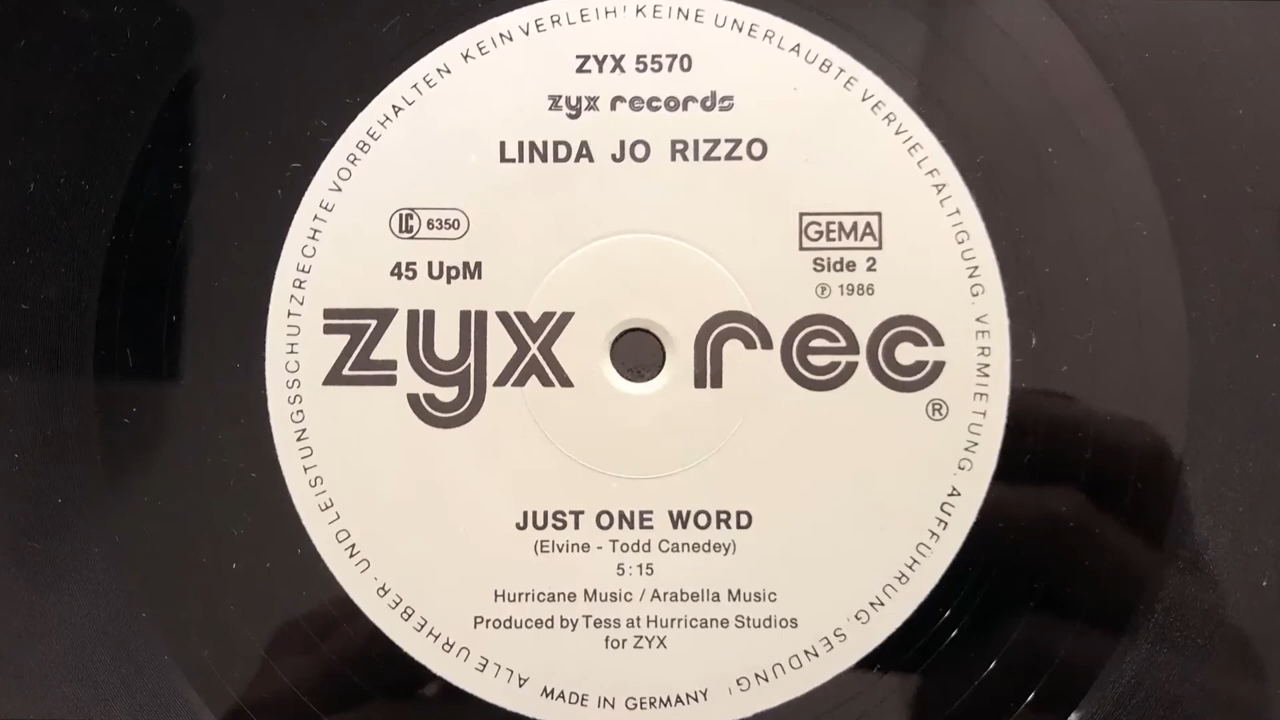 ALLE URHEBER- UND LEISTUNGSSCHUTZRECHTE VORBEHALTEN KEIN VERLEIH! KEINE UNERLAUBTE VERVIELFÄLTIGUNG, VERMIETUNG, AUFFÜHRUNG, SENDUNG!
ZYX 5570
zyx records
LINDA JO RIZZO
LC 6350
GEMA
45 UpM
Side 2
℗ 1986
zyx rec
®
JUST ONE WORD
(Elvine - Todd Canedey)
5:15
Hurricane Music / Arabella Music
Produced by Tess at Hurricane Studios
for ZYX
MADE IN GERMANY